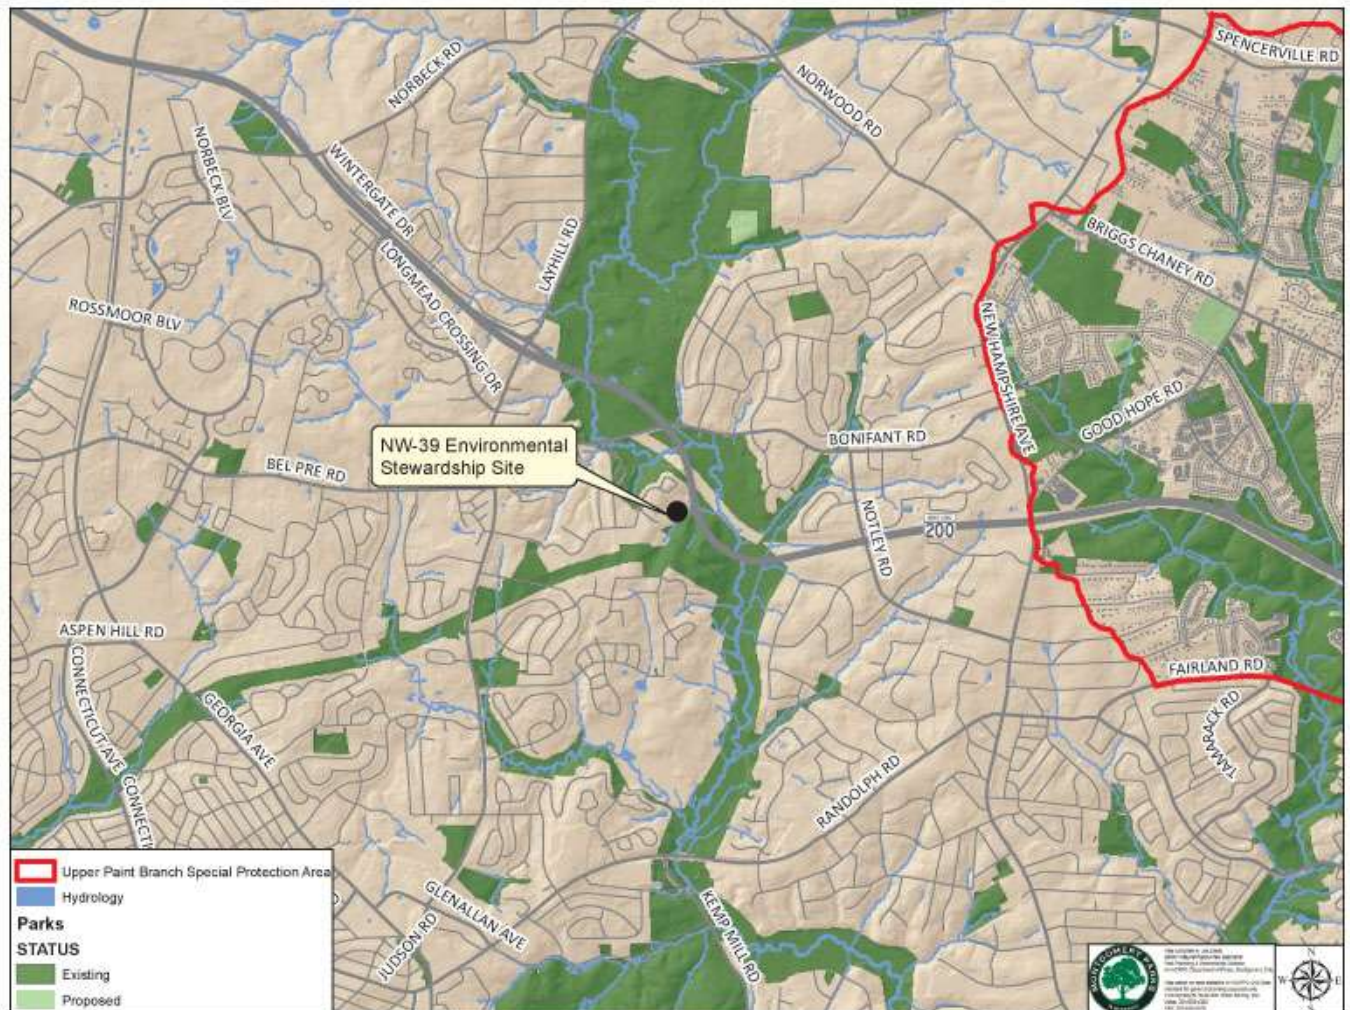 SPENCERVILLE RD
NORBECK RD
NORWOOD RD
NORBECK BLV
WINTERGATE DR
LAYHILL RD
BRIGGS CHANEY RD
LONGMEAD CROSSING DR
ROSSMOOR BLV
NEW HAMPSHIRE AVE
GOOD HOPE RD
BONIFANT RD
NW-39 Environmental
Stewardship Site
BEL PRE RD
NOTLEY RD
200
ASPEN HILL RD
CONNECTICUT AVE
FAIRLAND RD
GEORGIA AVE
TAMARACK RD
CONNECTI
RANDOLPH RD
GLENALLAN AVE
KEMP MILL RD
JUDSON RD
Upper Paint Branch Special Protection Area
Hydrology
Parks
STATUS
Existing
Proposed
MONTGOMERY PARKS
N
W
E